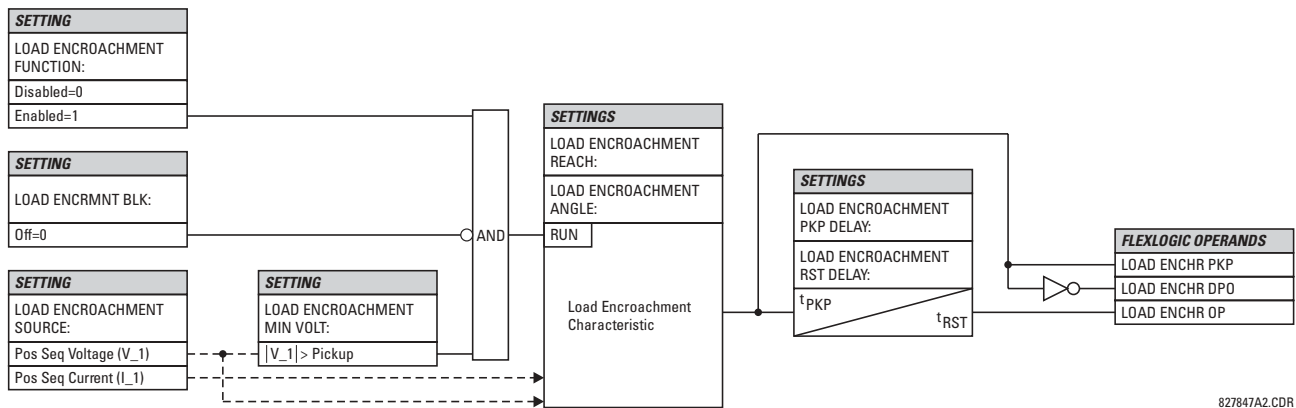 SETTING
LOAD ENCROACHMENT
FUNCTION:
Disabled=0
Enabled=1
SETTING
LOAD ENCRMNT BLK:
Off=0
SETTING
LOAD ENCROACHMENT
SOURCE:
Pos Seq Voltage (V_1)
Pos Seq Current (I_1)
SETTING
LOAD ENCROACHMENT
MIN VOLT:
|V_1| > Pickup
AND
SETTINGS
LOAD ENCROACHMENT
REACH:
LOAD ENCROACHMENT
ANGLE:
RUN
Load Encroachment
Characteristic
SETTINGS
LOAD ENCROACHMENT
PKP DELAY:
LOAD ENCROACHMENT
RST DELAY:
tPKP
tRST
FLEXLOGIC OPERANDS
LOAD ENCHR PKP
LOAD ENCHR DPO
LOAD ENCHR OP
827847A2.CDR